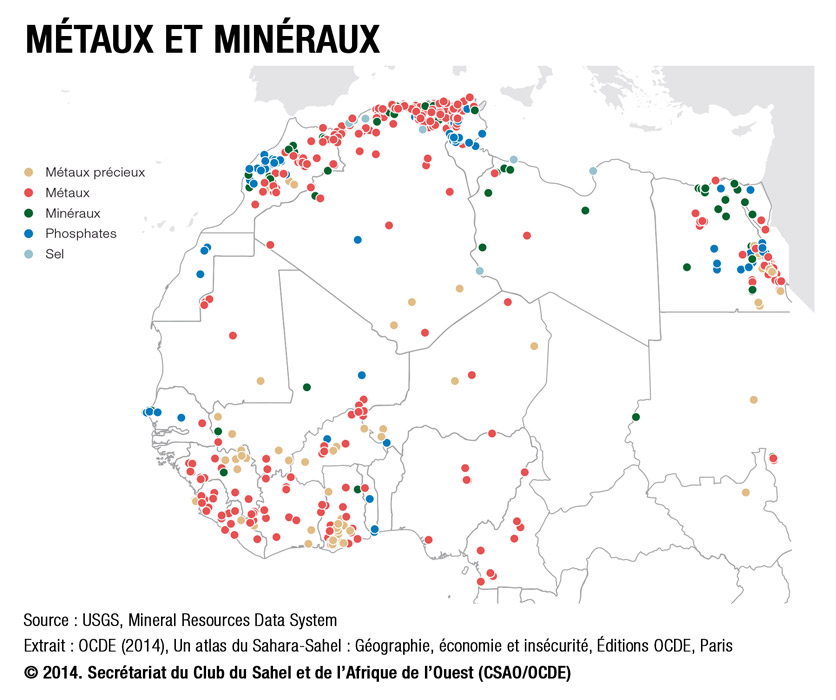 MÉTAUX ET MINÉRAUX
Métaux précieux
Métaux
Minéraux
Phosphates
Sel
Source : USGS, Mineral Resources Data System
Extrait : OCDE (2014), Un atlas du Sahara-Sahel : Géographie, économie et insécurité, Éditions OCDE, Paris
© 2014. Secrétariat du Club du Sahel et de l’Afrique de l’Ouest (CSAO/OCDE)